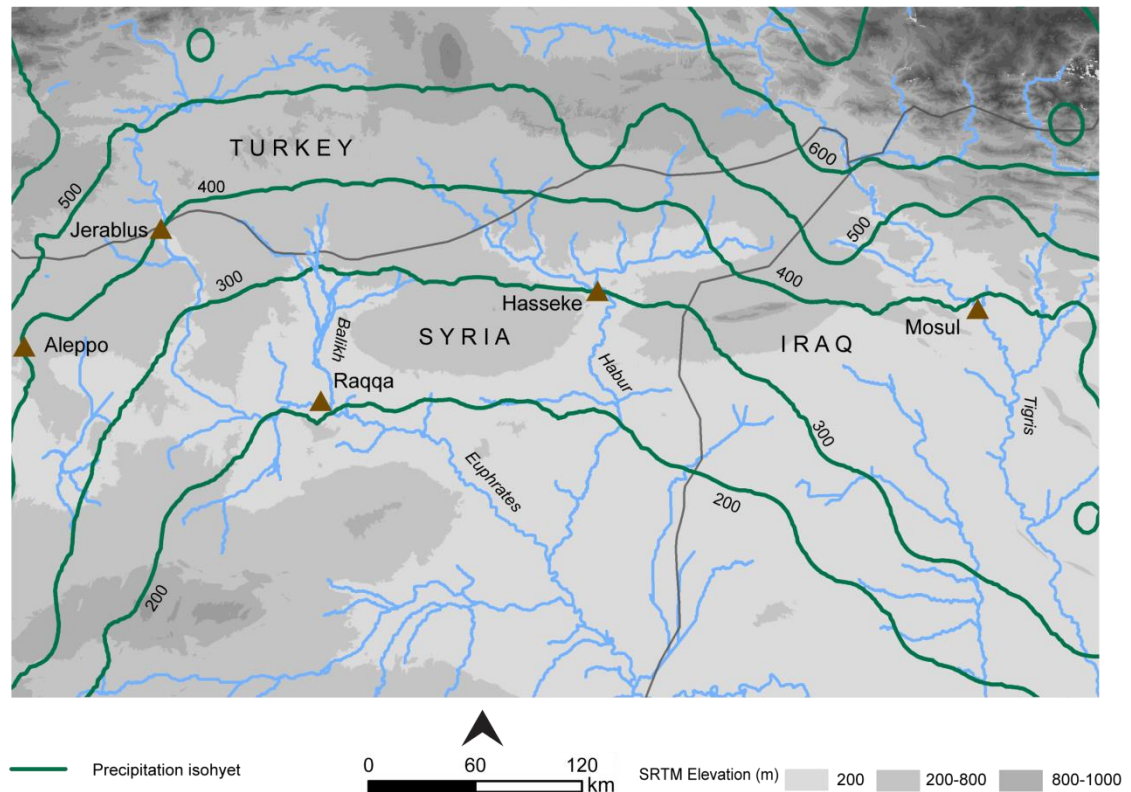 600
TURKEY
500
400
Jerablus
500
300
400
Hasseke
Mosul
Aleppo
SYRIA
IRAQ
Balikh
Habur
Raqqa
Tigris
300
Euphrates
200
200
Precipitation isohyet
0 60 120
km
SRTM Elevation (m) 200 200-800 800-1000